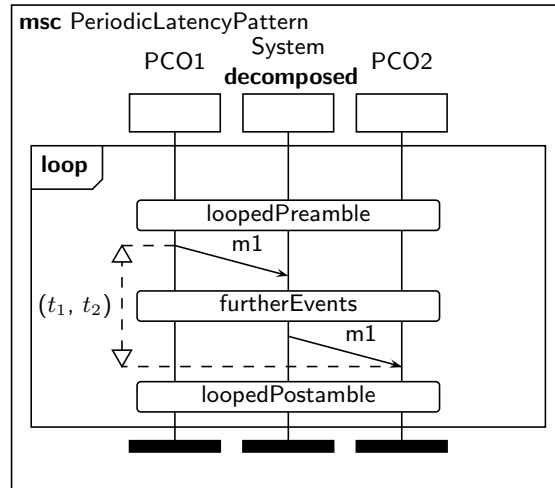 msc PeriodicLatencyPattern
System
PCO1 decomposed PCO2
loop
loopedPreamble
m1
(t₁, t₂)
furtherEvents
m1
loopedPostamble